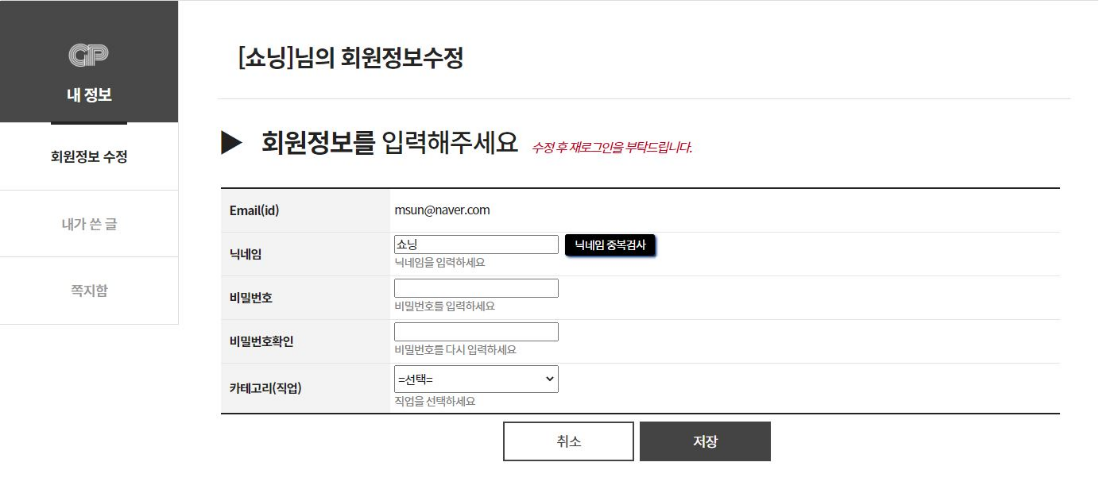 GP
내 정보
회원정보 수정
내가 쓴 글
쪽지함
[쇼닝]님의 회원정보수정
▶ 회원정보를 입력해주세요 수정 후 재로그인을 부탁드립니다.
Email(id) msun@naver.com
닉네임 쇼닝 닉네임 중복검사
닉네임을 입력하세요
비밀번호
비밀번호를 입력하세요
비밀번호확인
비밀번호를 다시 입력하세요
카테고리(직업) =선택=
직업을 선택하세요
취소 저장